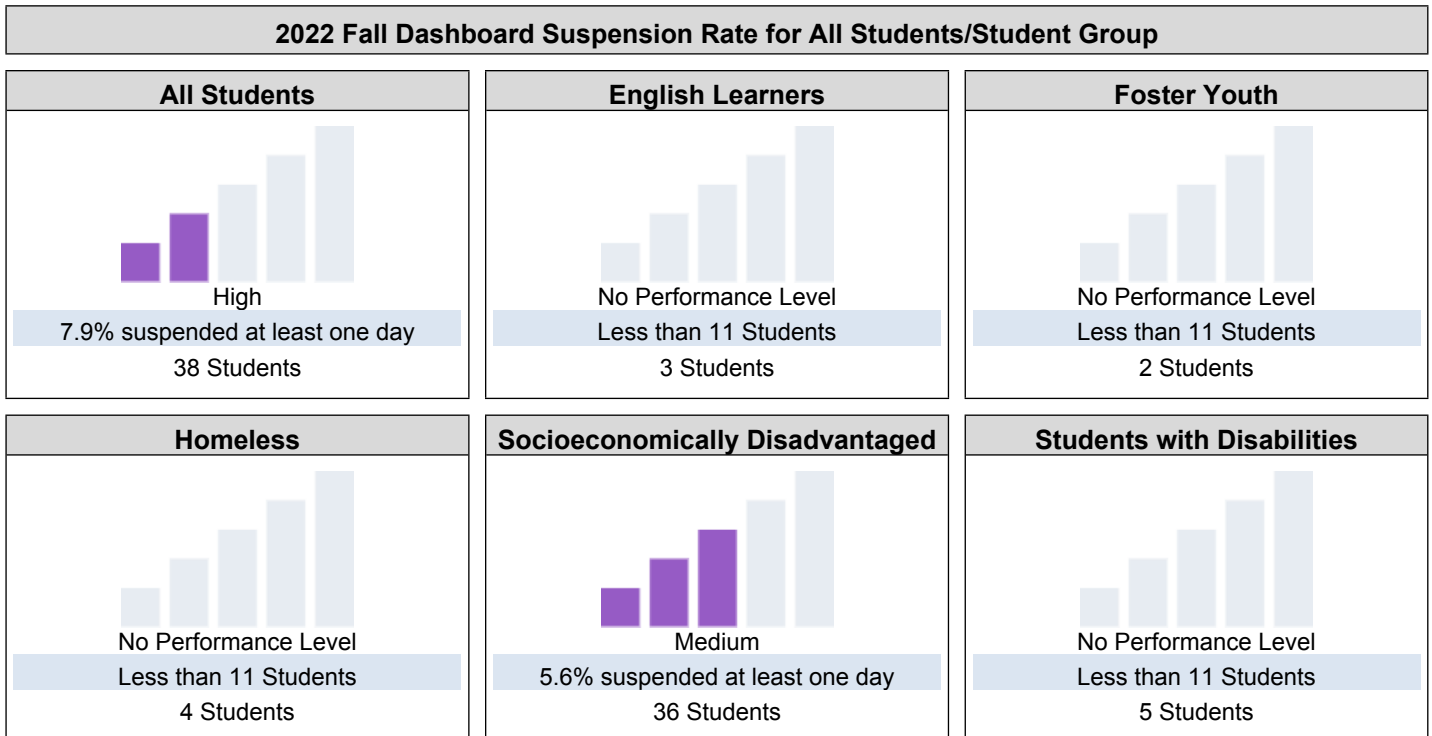 2022 Fall Dashboard Suspension Rate for All Students/Student Group
All Students
High
7.9% suspended at least one day
38 Students
English Learners
No Performance Level
Less than 11 Students
3 Students
Foster Youth
No Performance Level
Less than 11 Students
2 Students
Homeless
No Performance Level
Less than 11 Students
4 Students
Socioeconomically Disadvantaged
Medium
5.6% suspended at least one day
36 Students
Students with Disabilities
No Performance Level
Less than 11 Students
5 Students